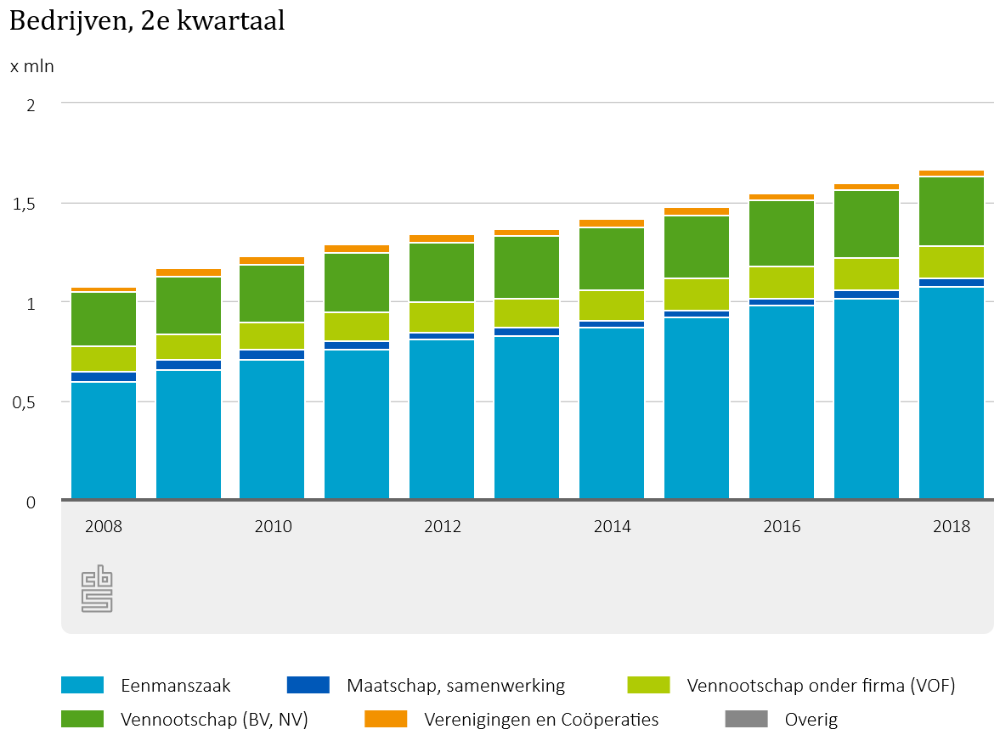 Bedrijven, 2e kwartaal
x mln
2
1,5
1
0,5
0
2008 2010 2012 2014 2016 2018
cbs
Eenmanszaak Maatschap, samenwerking Vennootschap onder firma (VOF)
Vennootschap (BV, NV) Verenigingen en Coöperaties Overig